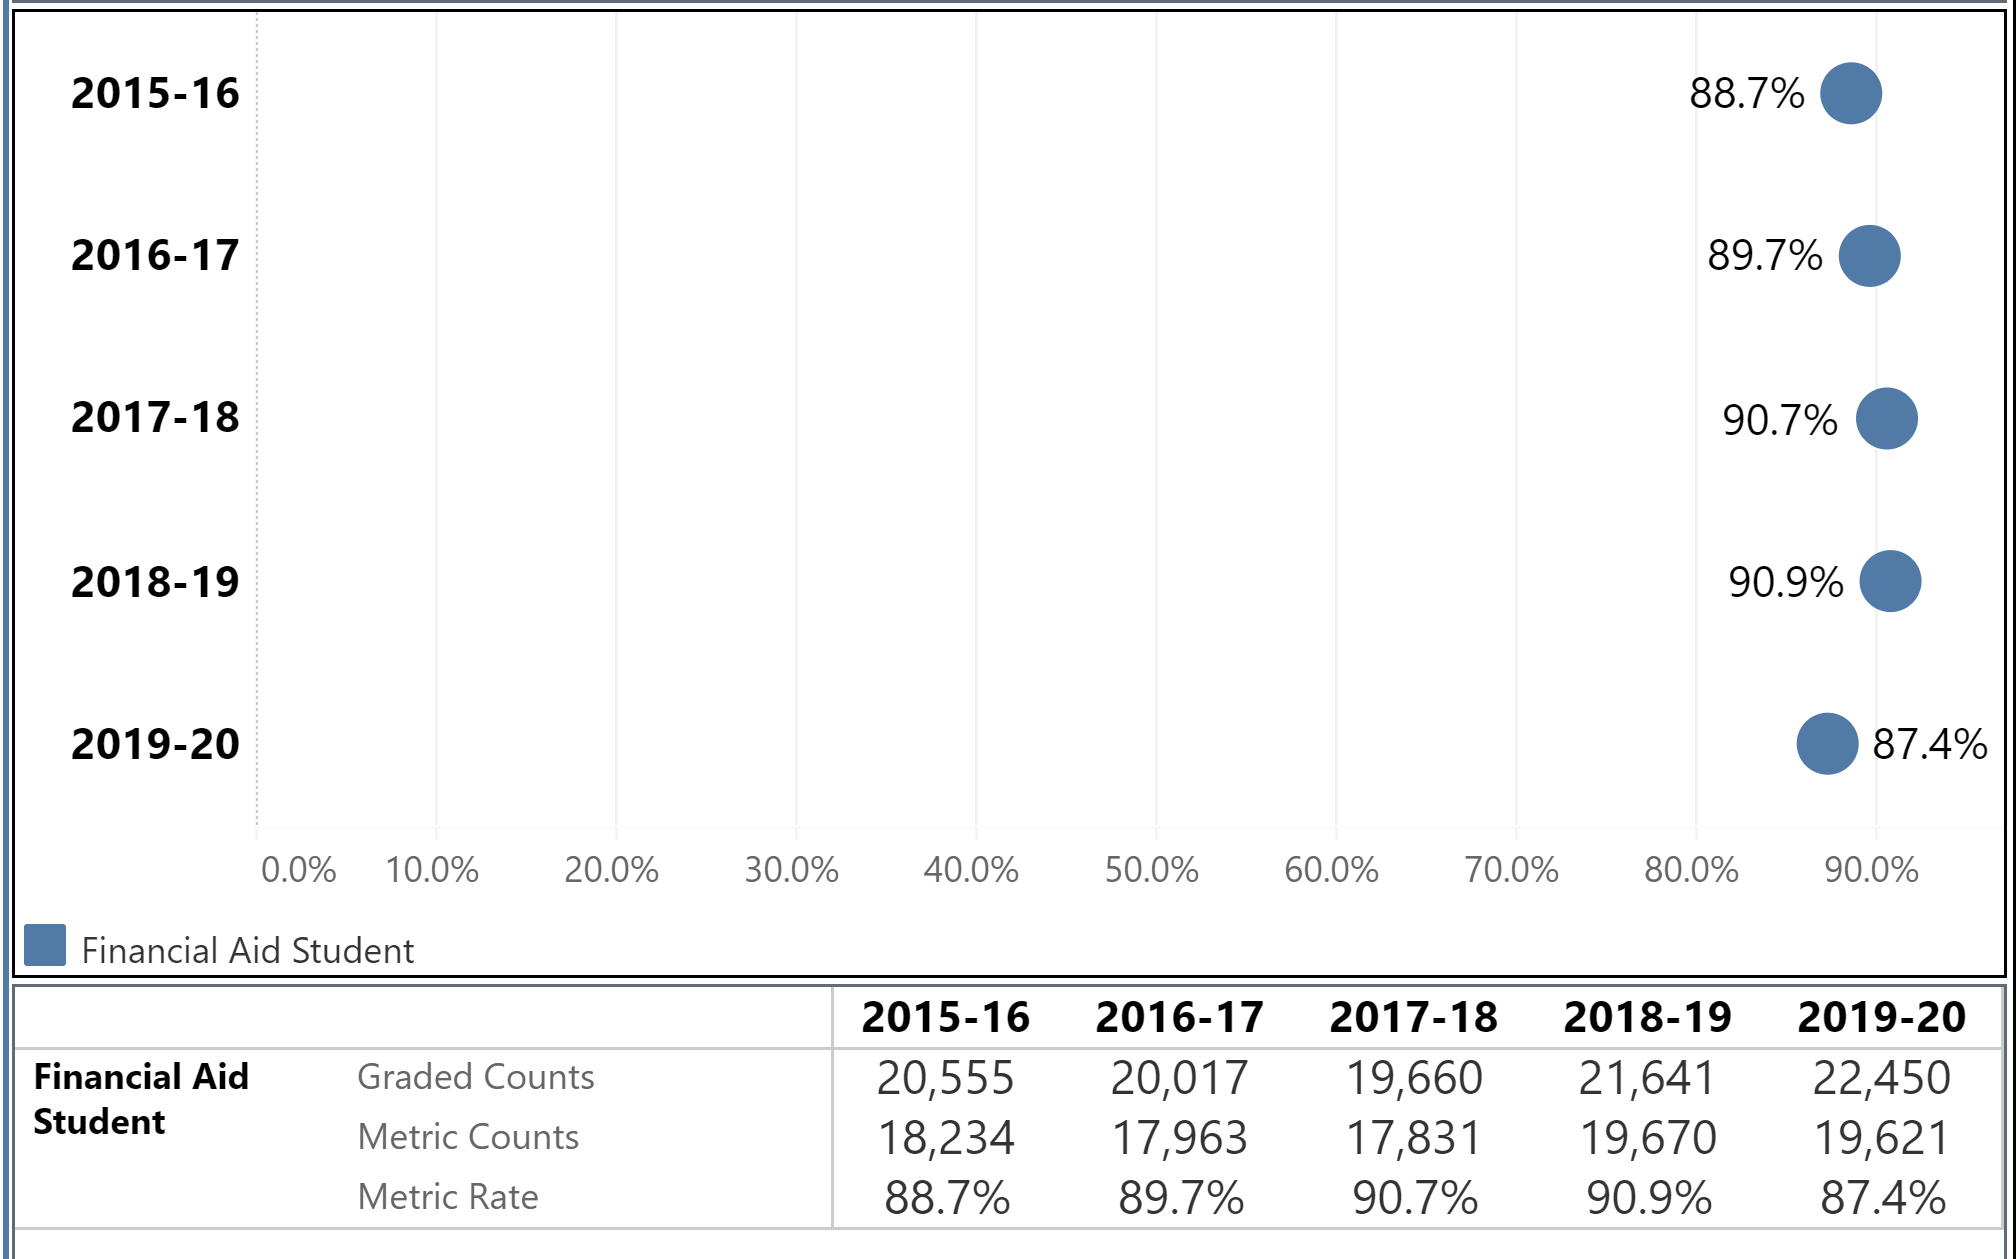 2015-16
88.7%
2016-17
89.7%
2017-18
90.7%
2018-19
90.9%
2019-20
87.4%
0.0% 10.0% 20.0% 30.0% 40.0% 50.0% 60.0% 70.0% 80.0% 90.0%
Financial Aid Student
2015-16 2016-17 2017-18 2018-19 2019-20
Financial Aid
Student
Graded Counts 20,555 20,017 19,660 21,641 22,450
Metric Counts 18,234 17,963 17,831 19,670 19,621
Metric Rate 88.7% 89.7% 90.7% 90.9% 87.4%